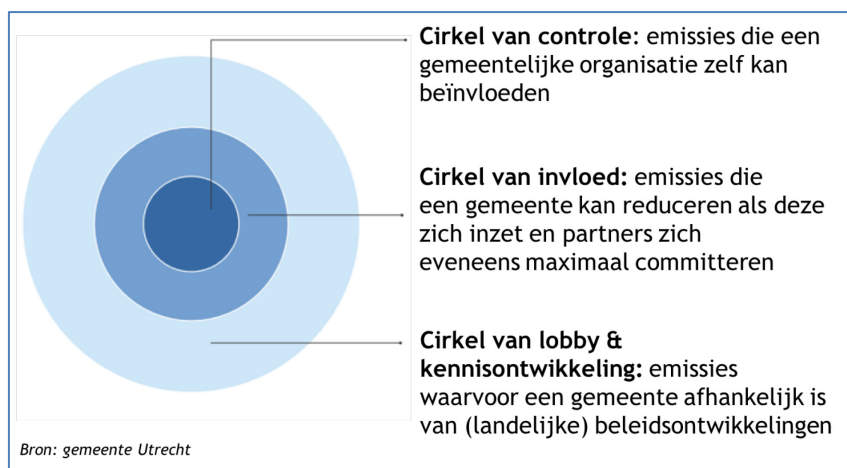 Cirkel van controle: emissies die een
gemeentelijke organisatie zelf kan
beïnvloeden
Cirkel van invloed: emissies die
een gemeente kan reduceren als deze
zich inzet en partners zich
eveneens maximaal committeren
Cirkel van lobby &
kennisontwikkeling: emissies
waarvoor een gemeente afhankelijk is
van (landelijke) beleidsontwikkelingen
Bron: gemeente Utrecht